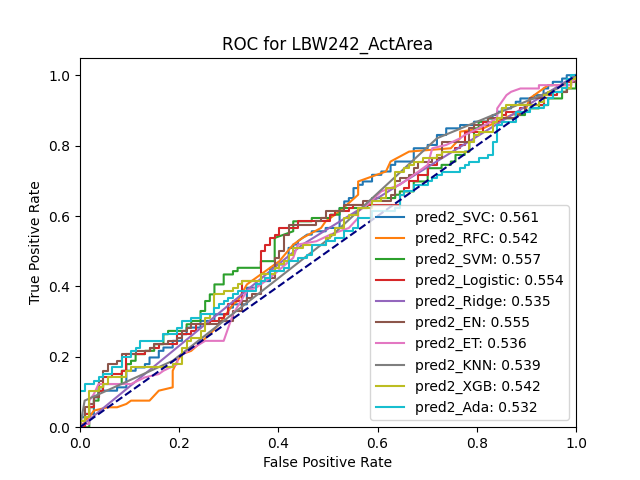 ROC for LBW242_ActArea
True Positive Rate
1.0
0.8
0.6
0.4
0.2
0.0
pred2_SVC: 0.561
pred2_RFC: 0.542
pred2_SVM: 0.557
pred2_Logistic: 0.554
pred2_Ridge: 0.535
pred2_EN: 0.555
pred2_ET: 0.536
pred2_KNN: 0.539
pred2_XGB: 0.542
pred2_Ada: 0.532
0.0 0.2 0.4 0.6 0.8 1.0
False Positive Rate